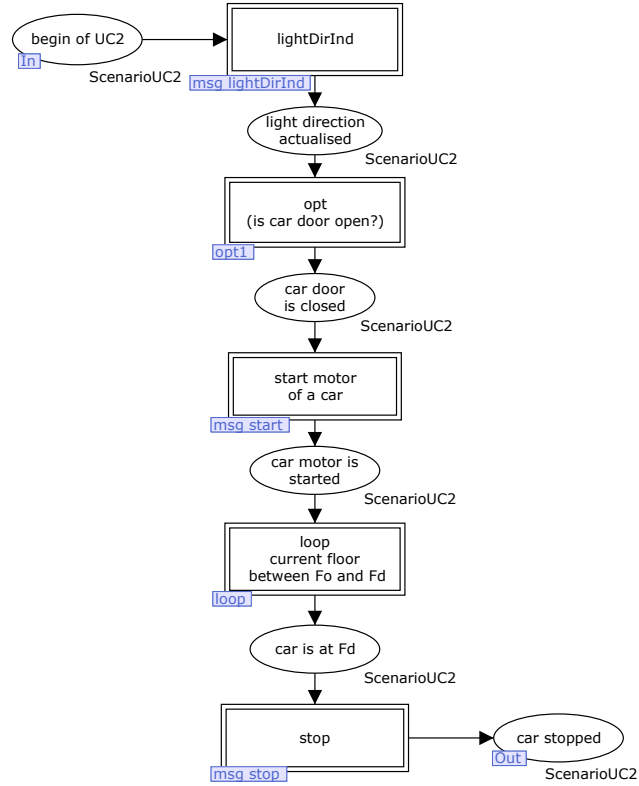 begin of UC2
In
ScenarioUC2
lightDirInd
msg lightDirInd
light direction
actualised
ScenarioUC2
opt
(is car door open?)
opt1
car door
is closed
ScenarioUC2
start motor
of a car
msg start
car motor is
started
ScenarioUC2
loop
current floor
between Fo and Fd
loop
car is at Fd
ScenarioUC2
stop
msg stop
car stopped
Out
ScenarioUC2